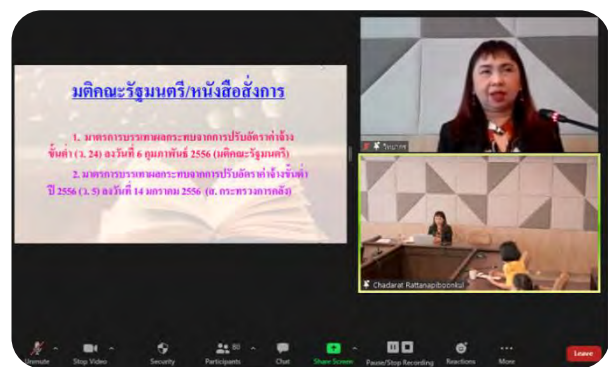 มติคณะรัฐมนตรี/หนังสือสั่งการ
1. มาตรการบรรเทาผลกระทบจากการปรับอัตราค่าจ้าง
ขั้นต่ำ (ว. 24) ลงวันที่ 6 กุมภาพันธ์ 2556 (มติคณะรัฐมนตรี)
2. มาตรการบรรเทาผลกระทบจากการปรับอัตราค่าจ้างขั้นต่ำ
ปี 2556 (ว. 5) ลงวันที่ 14 มกราคม 2556 (ส. กระทรวงการคลัง)
วิทยากร
Chadarat Rattanapiboonkul
Unmute
Stop Video
Security
Participants
80
Chat
Share Screen
Pause/Stop Recording
Reactions
More
Leave